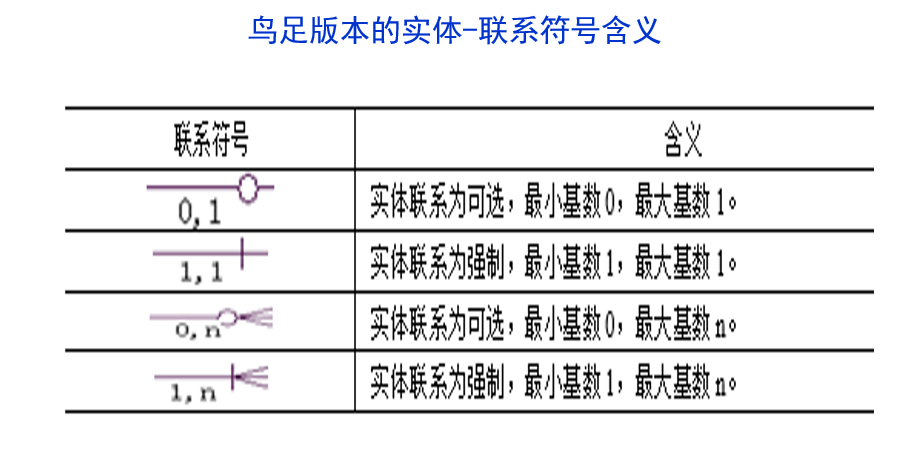 鸟足版本的实体-联系符号含义
联系符号 含义
0,1 实体联系为可选，最小基数0，最大基数1。
1,1 实体联系为强制，最小基数1，最大基数1。
0,n 实体联系为可选，最小基数0，最大基数n。
1,n 实体联系为强制，最小基数1，最大基数n。